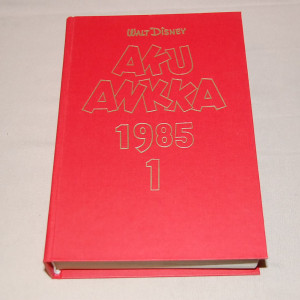 WALT DISNEY
AKU
ANKKA
1985
1